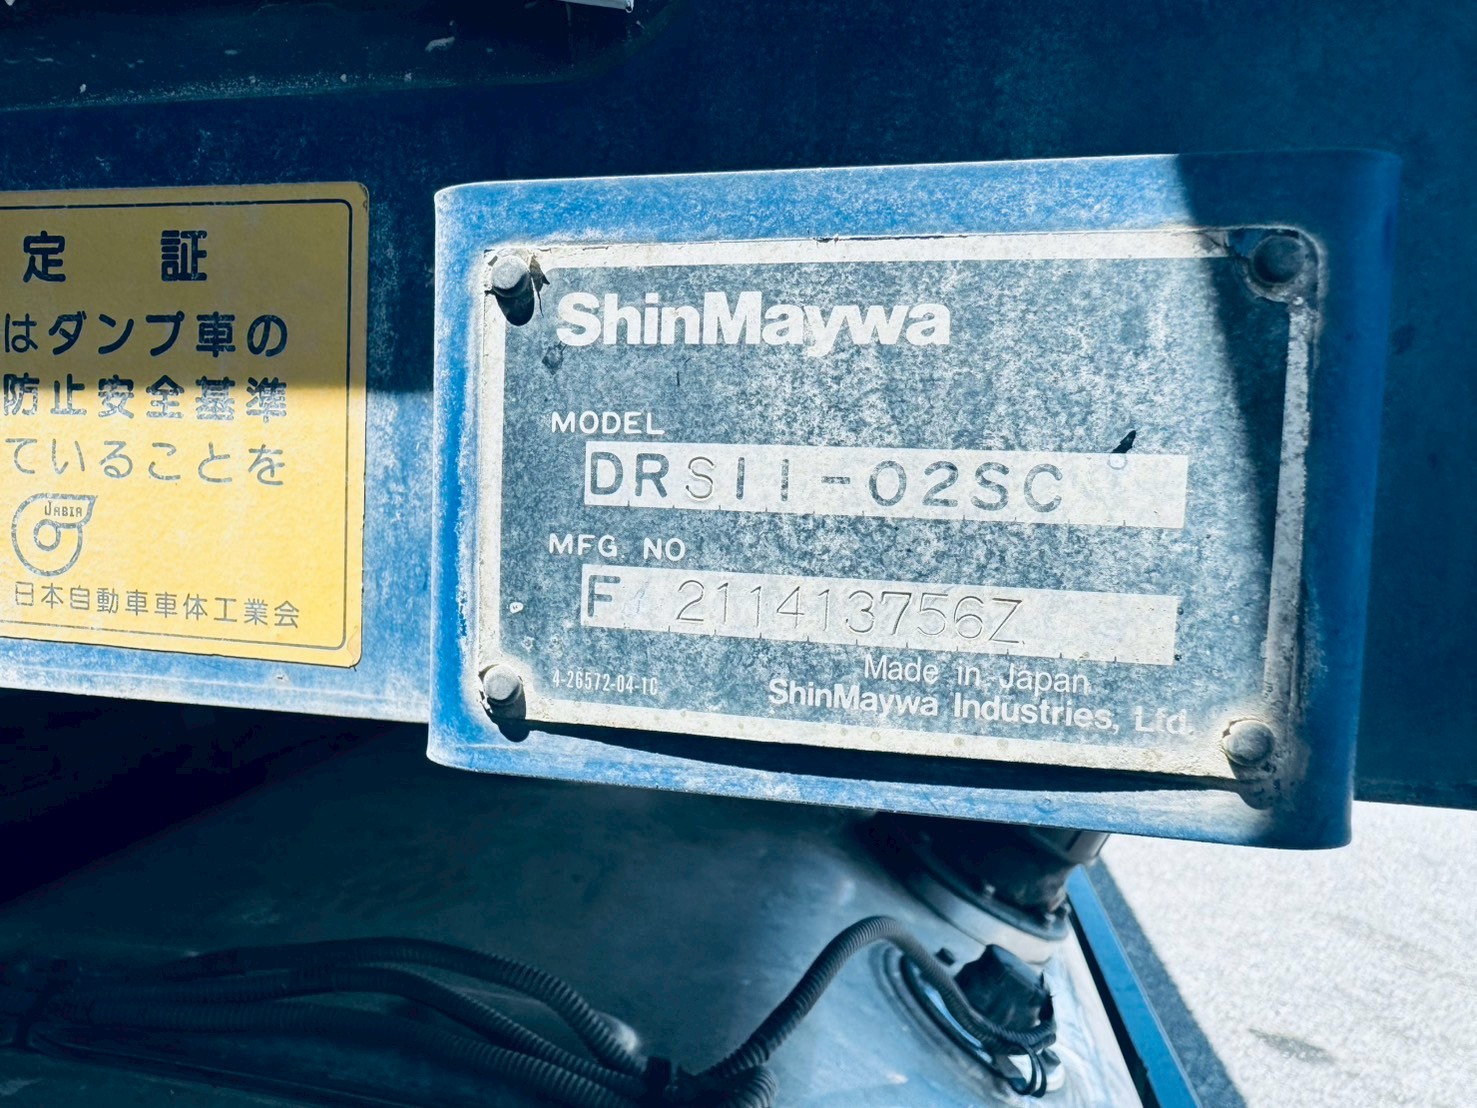 定 証
はダンプ車の
防止安全基準
ていることを
JABIA
日本自動車車体工業会
ShinMaywa
MODEL
DRS11-02SC
MFG NO
F 211413756Z
4-26572-04-1C
Made in Japan
ShinMaywa Industries, Ltd.